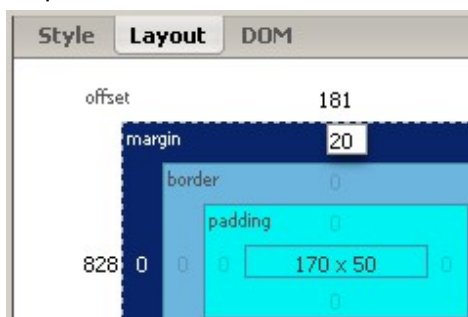 Style Layout DOM
offset 181
margin 20
border 0
padding 0
828 0 0 0 170 x 50 0
0